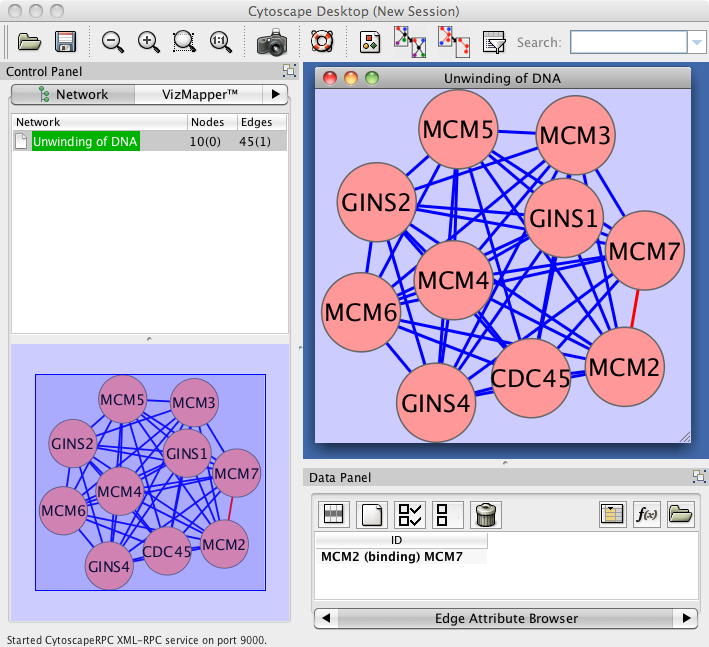 Cytoscape Desktop (New Session)
Search:
Control Panel
Network
VizMapper™
Network Nodes Edges
Unwinding of DNA 10(0) 45(1)
MCM5
MCM3
GINS2
GINS1
MCM7
MCM4
MCM6
MCM2
CDC45
GINS4
Started CytoscapeRPC XML-RPC service on port 9000.
Unwinding of DNA
MCM5
MCM3
GINS2
GINS1
MCM7
MCM4
MCM6
MCM2
CDC45
GINS4
Data Panel
f(x)
ID
MCM2 (binding) MCM7
Edge Attribute Browser